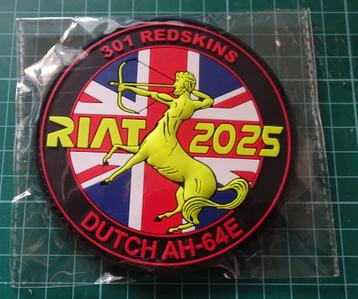 301 REDSKINS
RIAT 2025
DUTCH AH-64E